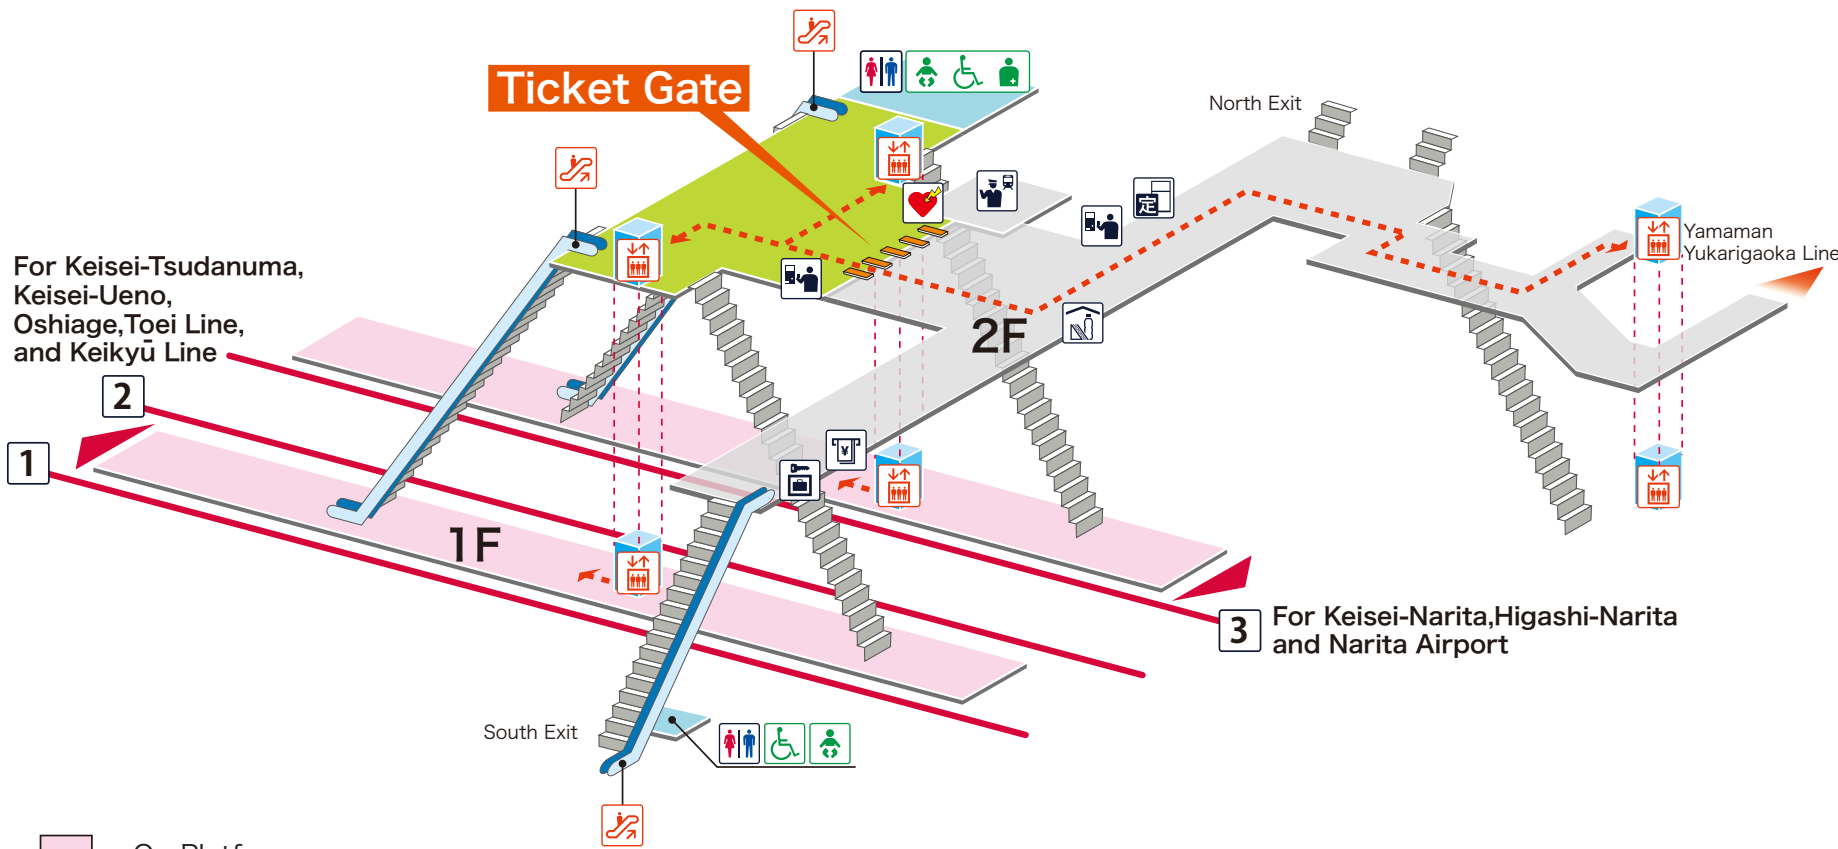 Ticket Gate
North Exit
定
Yamaman
Yukarigaoka Line
For Keisei-Tsudanuma,
Keisei-Ueno,
Oshiage,Toei Line,
and Keikyū Line
2F
2
1
¥
1F
3
For Keisei-Narita,Higashi-Narita
and Narita Airport
South Exit